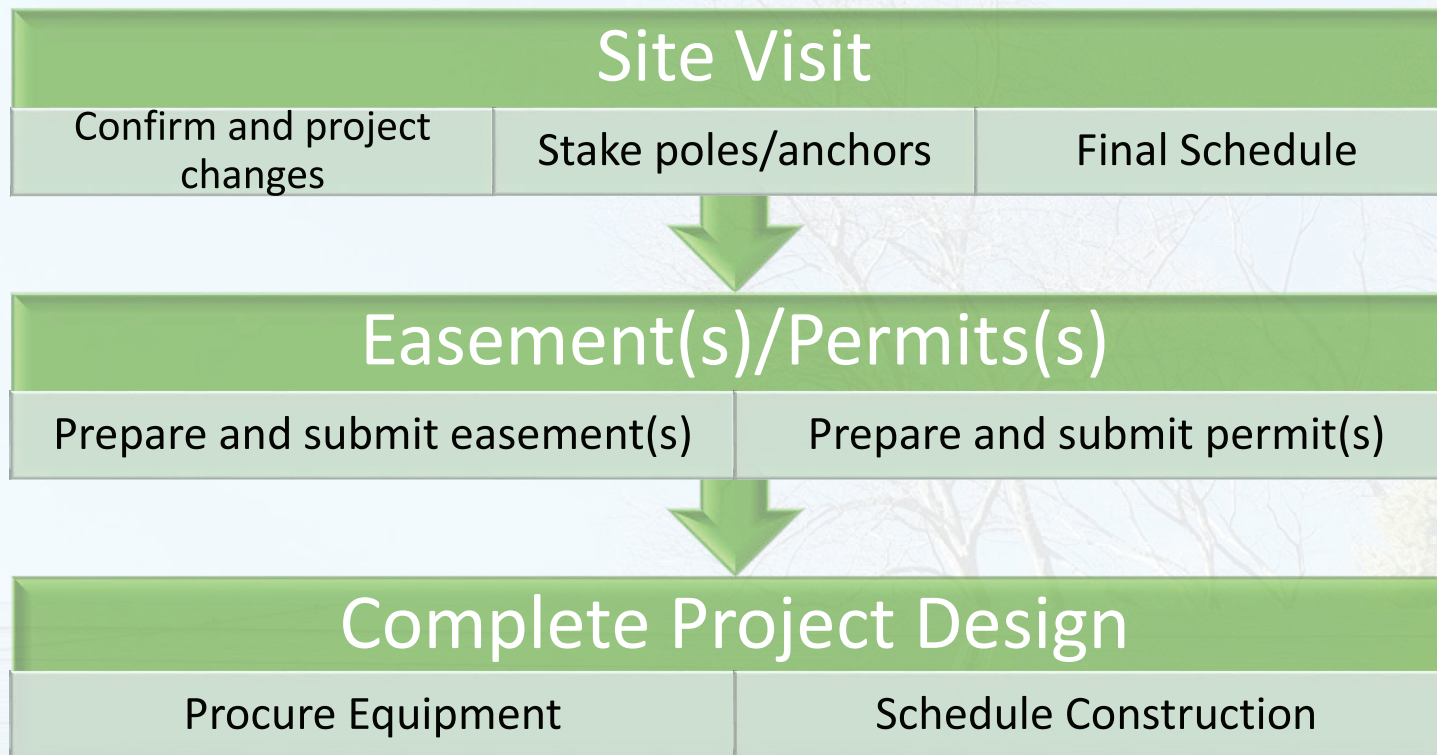 Site Visit
Confirm and project
changes
Stake poles/anchors
Final Schedule
Easement(s)/Permits(s)
Prepare and submit easement(s)
Prepare and submit permit(s)
Complete Project Design
Procure Equipment
Schedule Construction